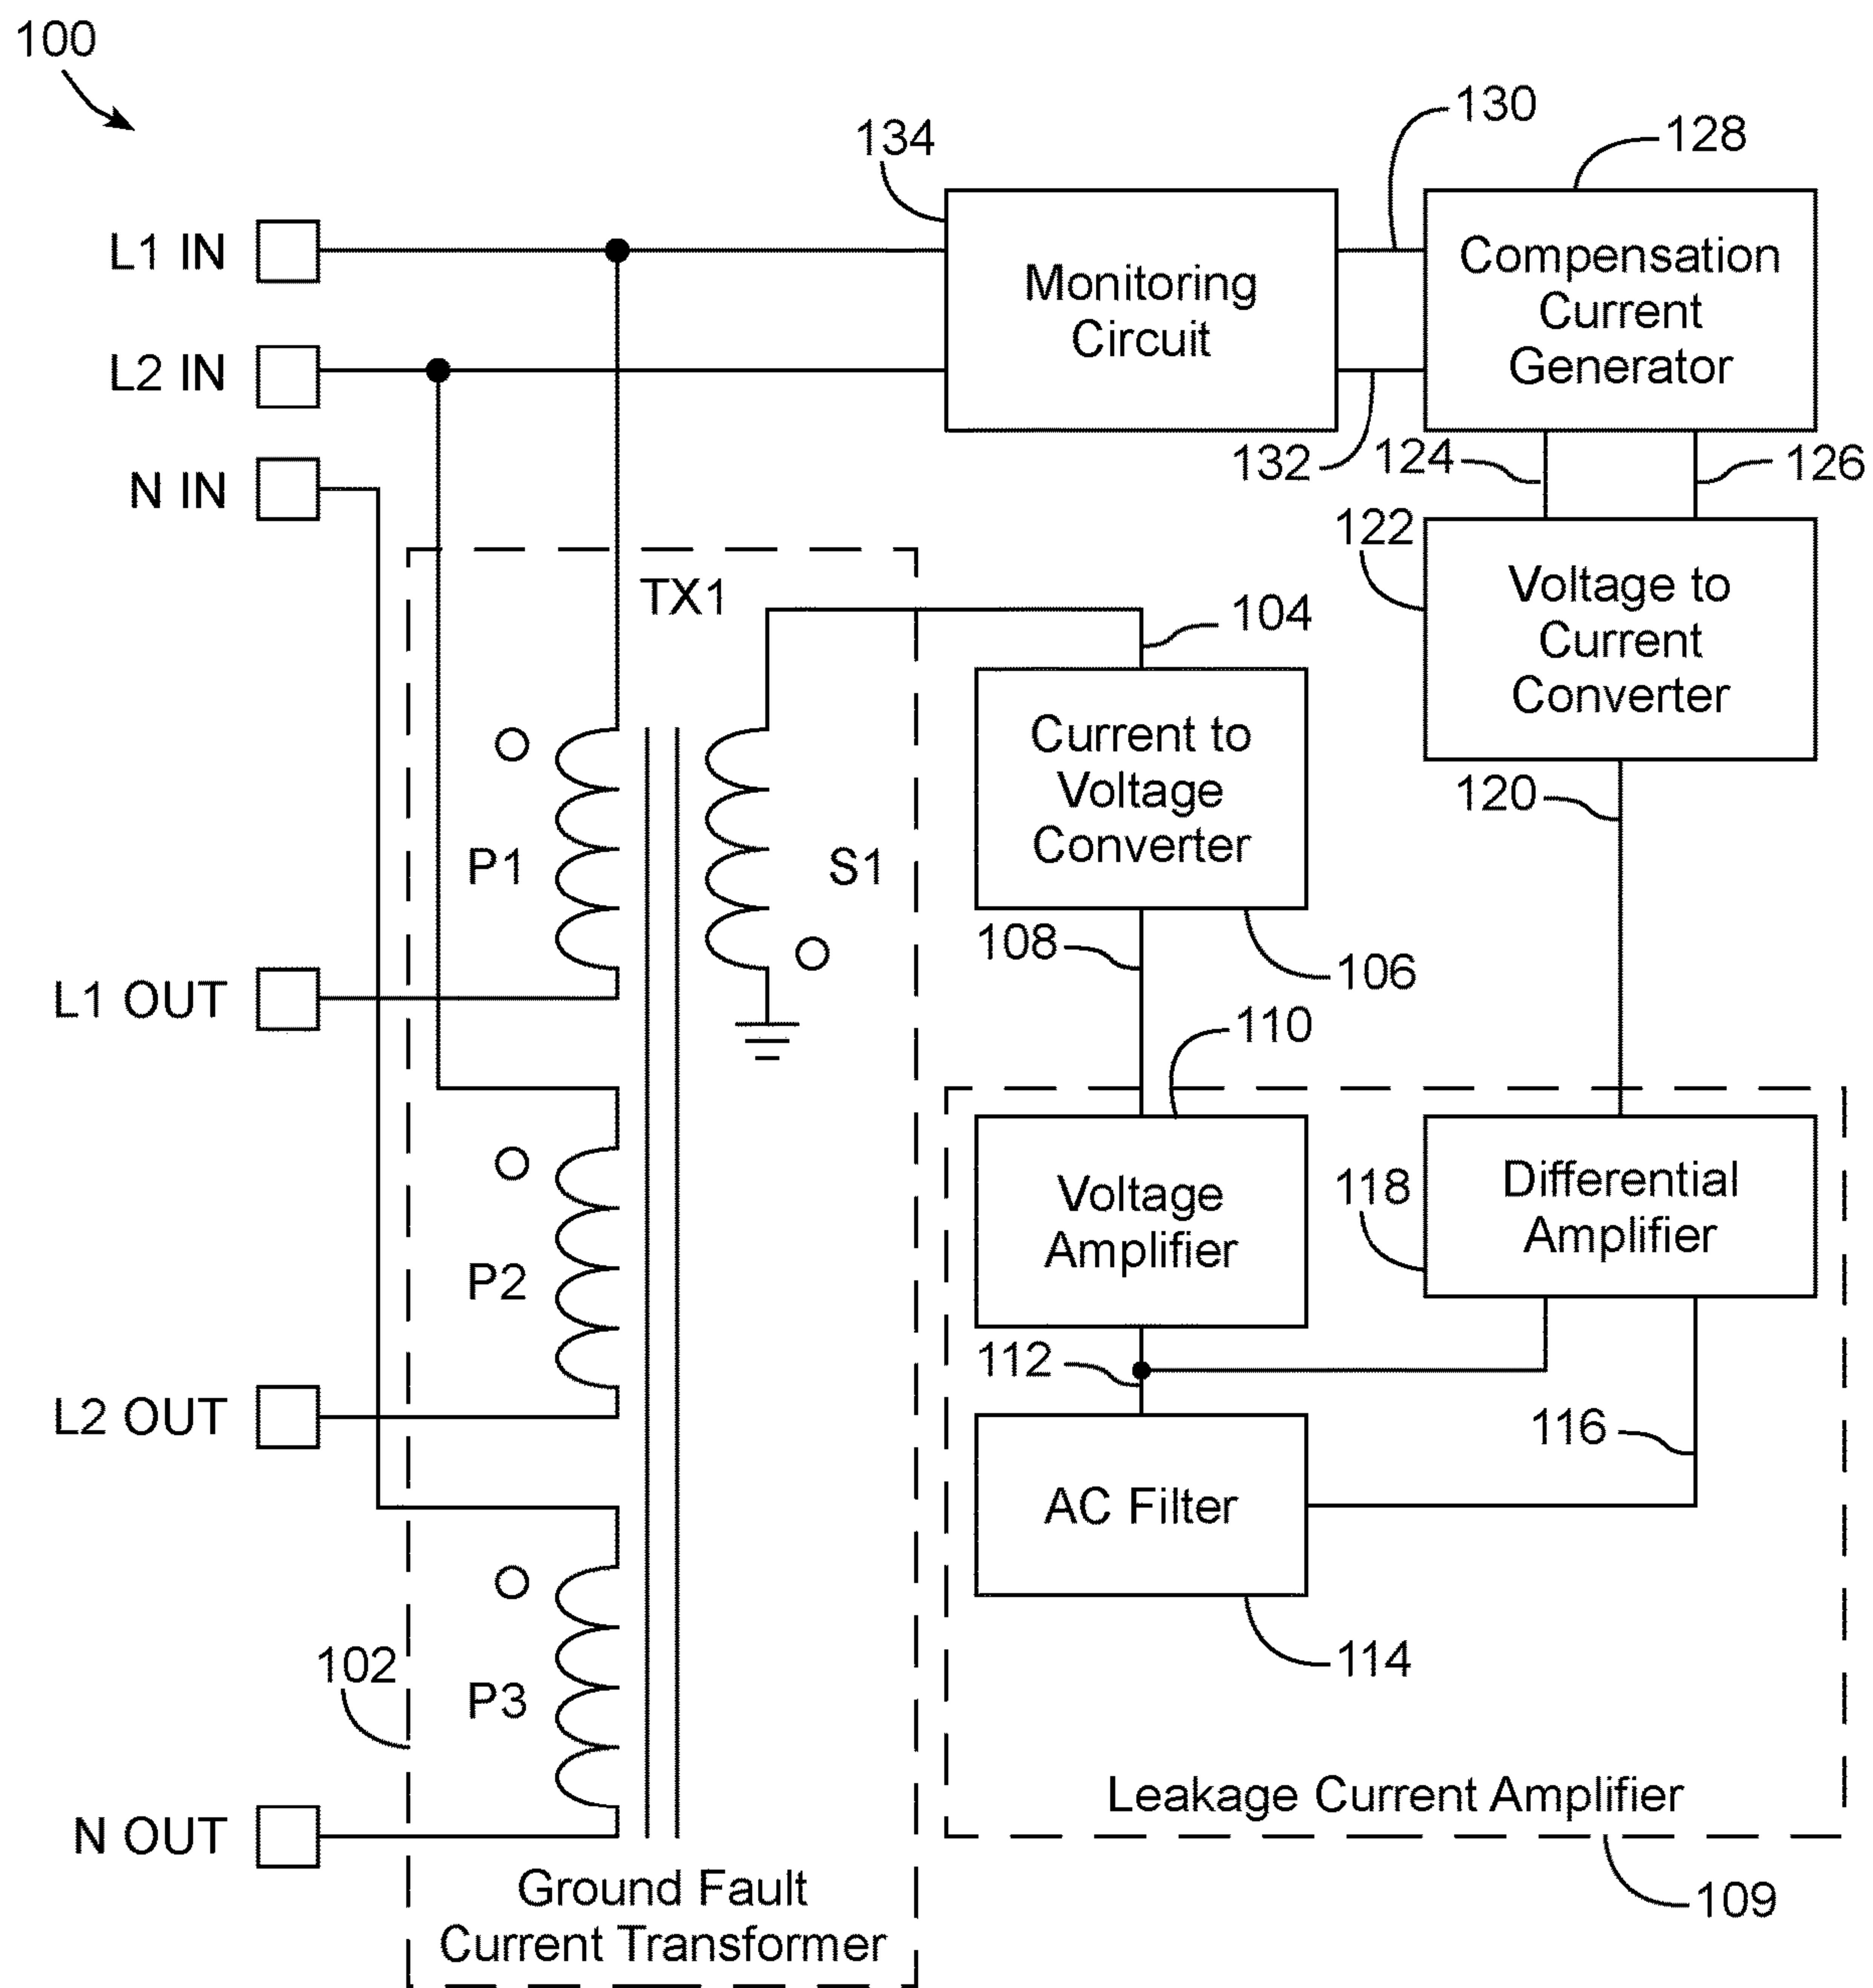 100
130
134
128
L1 IN
Monitoring
Circuit
Compensation
Current
Generator
L2 IN
132
124
126
N IN
122
TX1
104
Voltage to
Current
Converter
Current to
Voltage
Converter
120
P1
S1
108
106
L1 OUT
110
Voltage
Amplifier
118
Differential
Amplifier
P2
112
L2 OUT
116
AC Filter
102
114
P3
Leakage Current Amplifier
N OUT
Ground Fault
Current Transformer
109